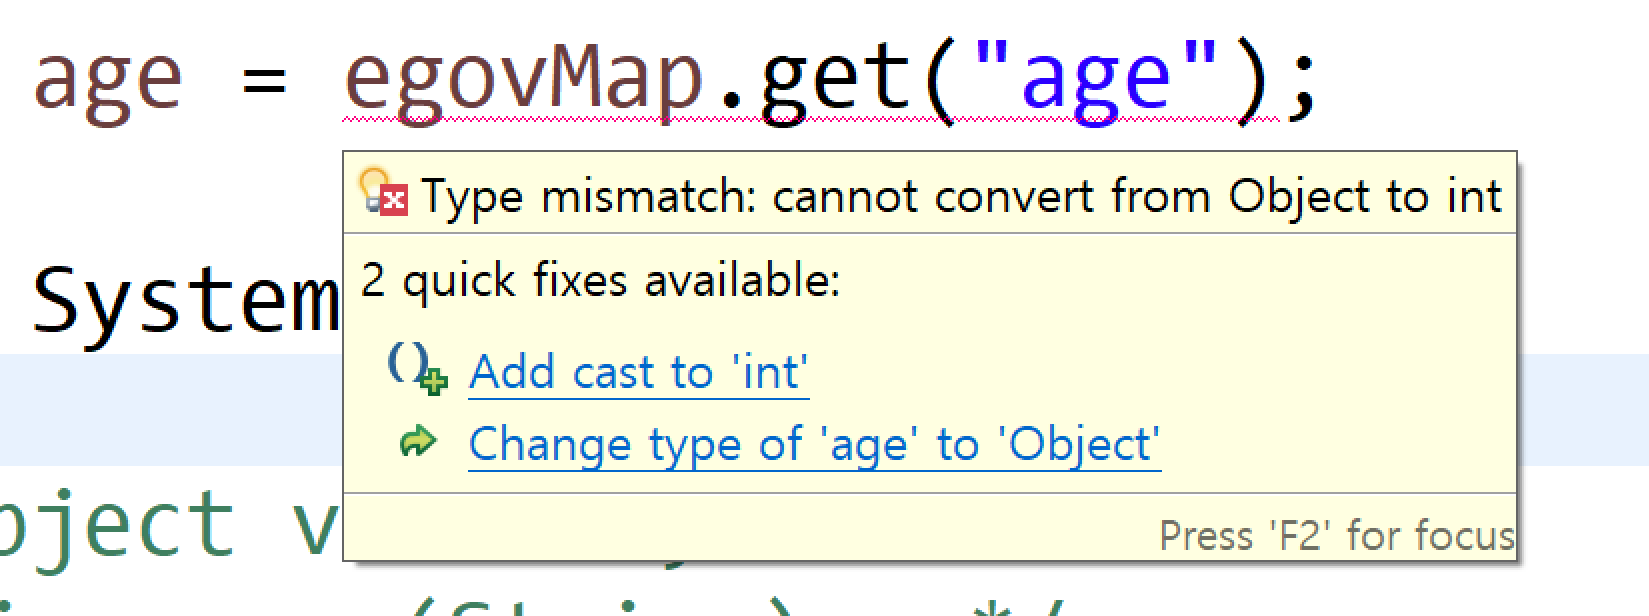 age = egovMap.get("age");
Type mismatch: cannot convert from Object to int
2 quick fixes available:
System
Add cast to 'int'
Change type of 'age' to 'Object'
bject v
Press 'F2' for focus